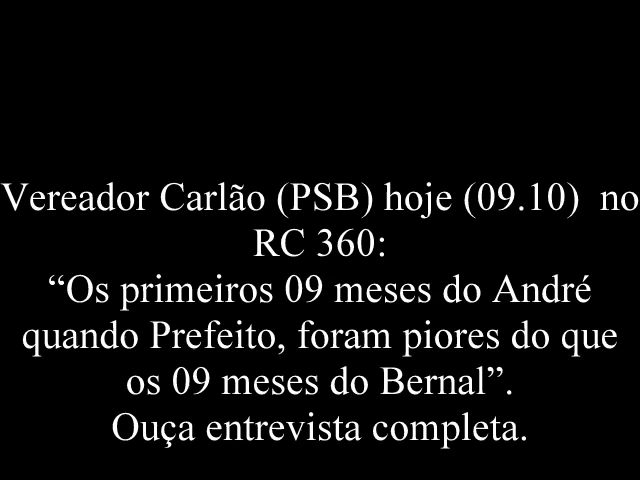 Vereador Carlão (PSB) hoje (09.10)  no
RC 360:
“Os primeiros 09 meses do André
quando Prefeito, foram piores do que
os 09 meses do Bernal”.
Ouça entrevista completa.